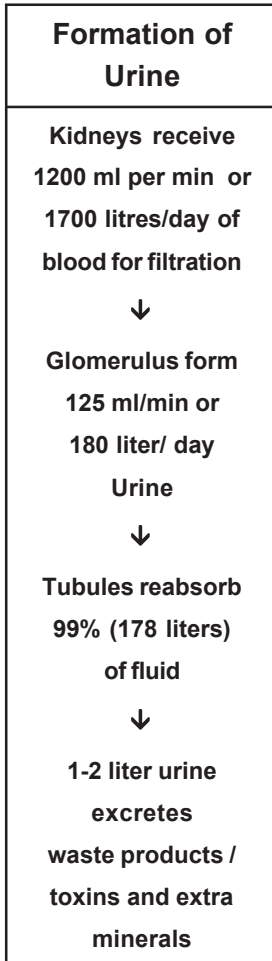 Formation of
Urine
Kidneys receive
1200 ml per min or
1700 litres/day of
blood for filtration
↓
Glomerulus form
125 ml/min or
180 liter/ day
Urine
↓
Tubules reabsorb
99% (178 liters)
of fluid
↓
1-2 liter urine
excretes
waste products /
toxins and extra
minerals